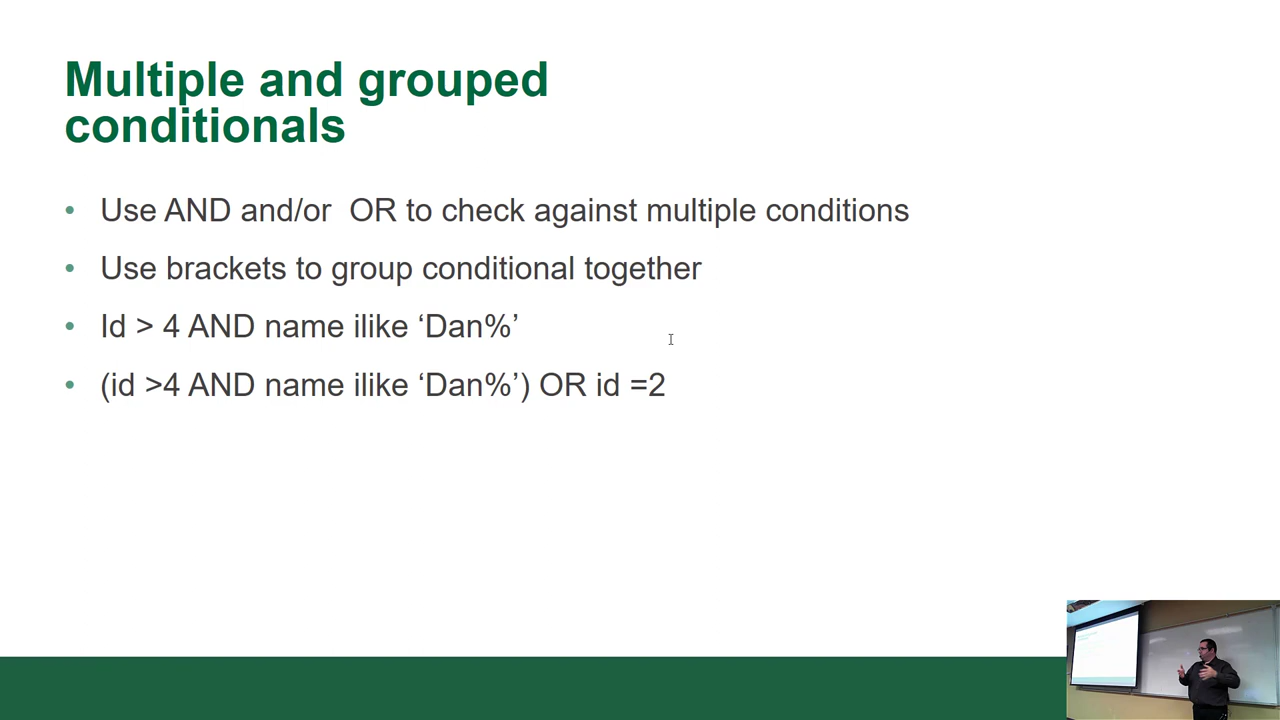 Multiple and grouped
conditionals
• Use AND and/or  OR to check against multiple conditions
• Use brackets to group conditional together
• Id > 4 AND name ilike ‘Dan%’
• (id >4 AND name ilike ‘Dan%’) OR id =2